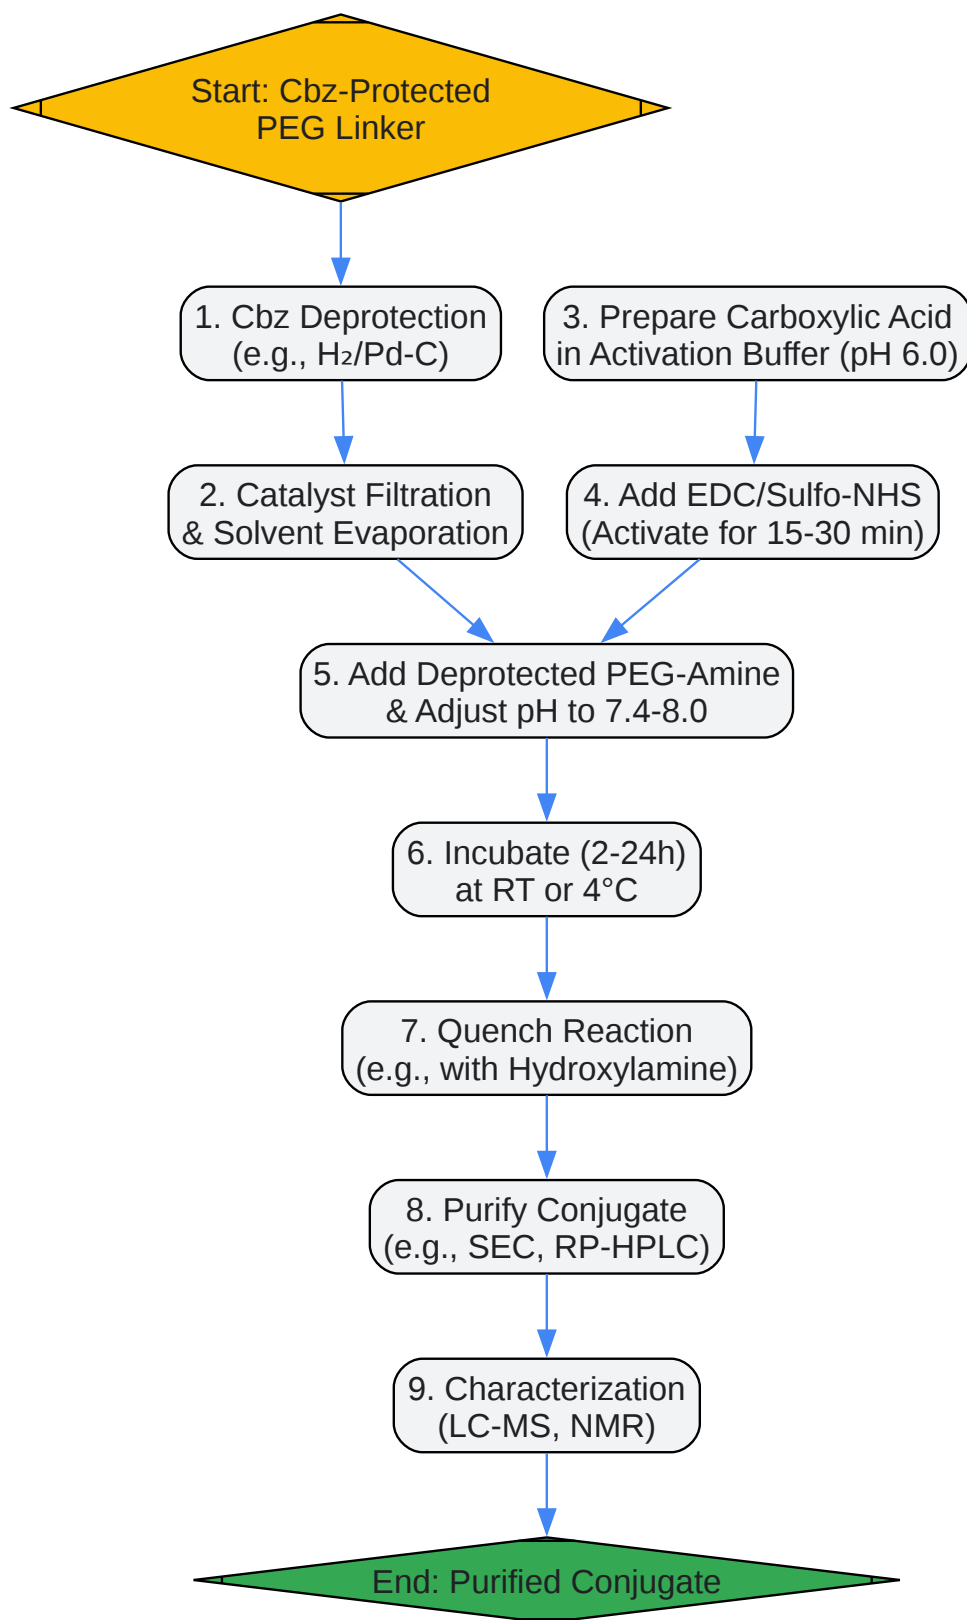 Start: Cbz-Protected
PEG Linker
1. Cbz Deprotection
(e.g., H₂/Pd-C)
3. Prepare Carboxylic Acid
in Activation Buffer (pH 6.0)
2. Catalyst Filtration
& Solvent Evaporation
4. Add EDC/Sulfo-NHS
(Activate for 15-30 min)
5. Add Deprotected PEG-Amine
& Adjust pH to 7.4-8.0
6. Incubate (2-24h)
at RT or 4°C
7. Quench Reaction
(e.g., with Hydroxylamine)
8. Purify Conjugate
(e.g., SEC, RP-HPLC)
9. Characterization
(LC-MS, NMR)
End: Purified Conjugate